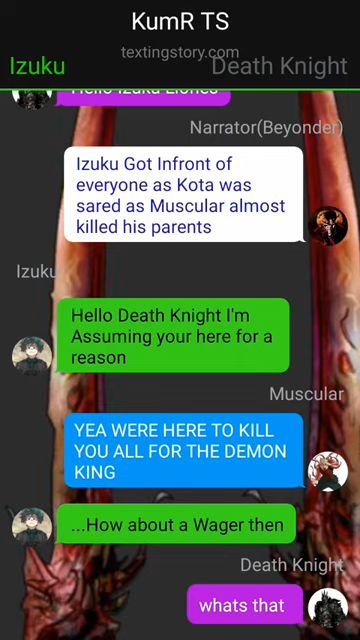 KumR TS
textingstory.com
Izuku
Death Knight
Hello Izuku Liones
Narrator(Beyonder)
Izuku Got Infront of
everyone as Kota was
sared as Muscular almost
killed his parents
Izuku
Hello Death Knight I'm
Assuming your here for a
reason
Muscular
YEA WERE HERE TO KILL
YOU ALL FOR THE DEMON
KING
...How about a Wager then
Death Knight
whats that